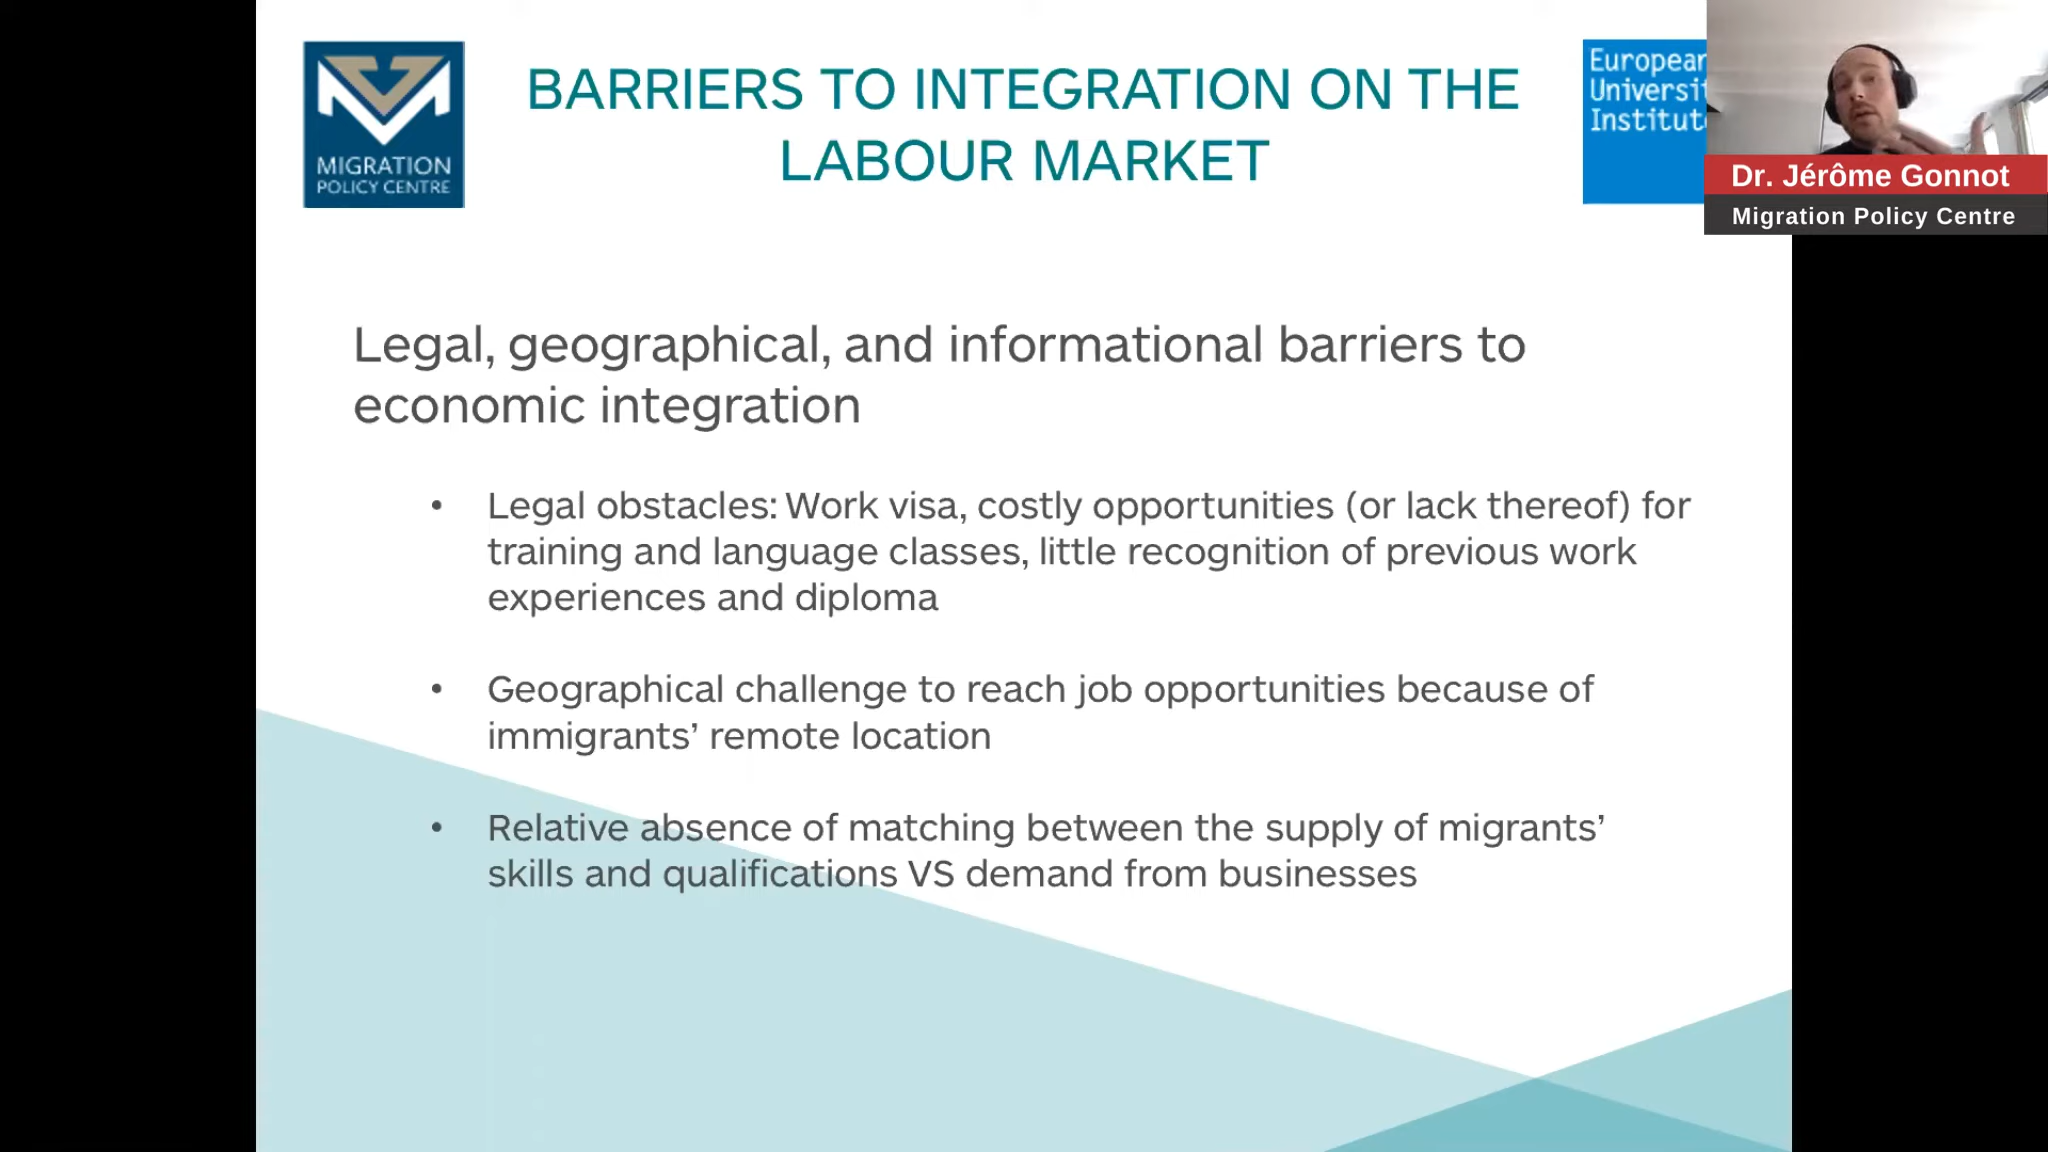 BARRIERS TO INTEGRATION ON THE
LABOUR MARKET
MIGRATION
POLICY CENTRE
European
Universit
Institut
Dr. Jérôme Gonnot
Migration Policy Centre
Legal, geographical, and informational barriers to
economic integration
• Legal obstacles: Work visa, costly opportunities (or lack thereof) for
training and language classes, little recognition of previous work
experiences and diploma
• Geographical challenge to reach job opportunities because of
immigrants’ remote location
• Relative absence of matching between the supply of migrants’
skills and qualifications VS demand from businesses